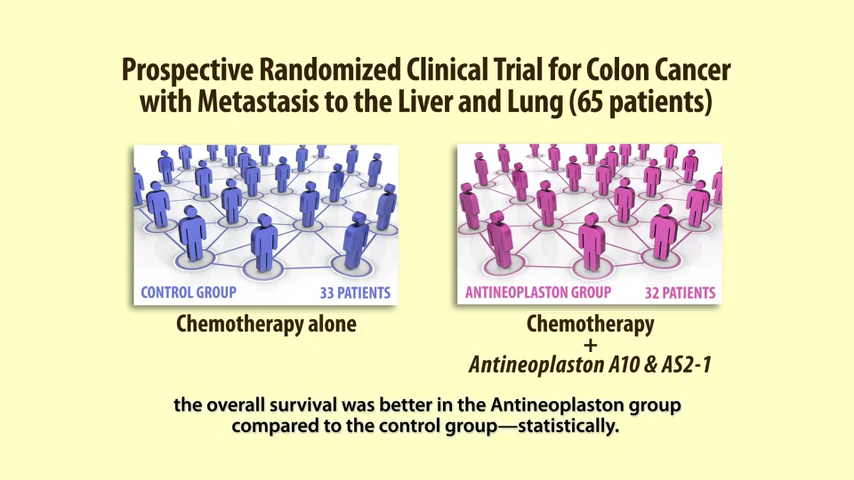 Prospective Randomized Clinical Trial for Colon Cancer
with Metastasis to the Liver and Lung (65 patients)
CONTROL GROUP 33 PATIENTS
ANTINEOPLASTON GROUP 32 PATIENTS
Chemotherapy alone
Chemotherapy
+
Antineoplaston A10 & AS2-1
the overall survival was better in the Antineoplaston group
compared to the control group—statistically.